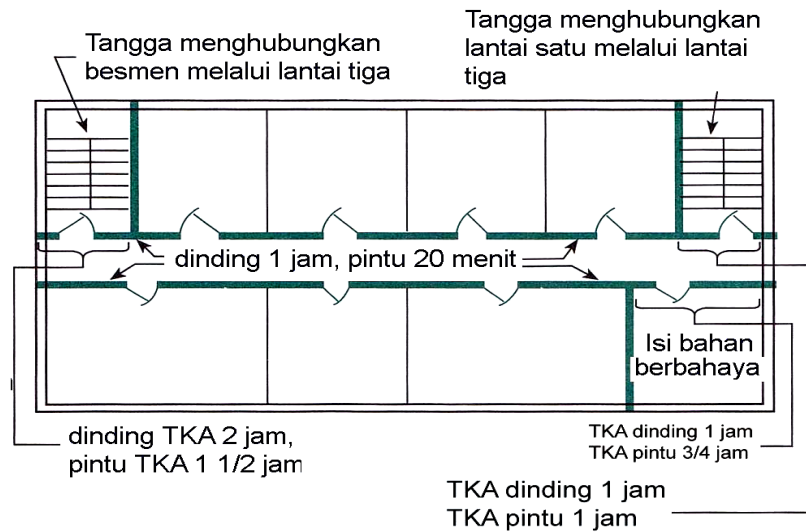 Tangga menghubungkan
besmen melalui lantai tiga
Tangga menghubungkan
lantai satu melalui lantai
tiga
dinding 1 jam, pintu 20 menit
Isi bahan
berbahaya
dinding TKA 2 jam,
pintu TKA 1 1/2 jam
TKA dinding 1 jam
TKA pintu 3/4 jam
TKA dinding 1 jam
TKA pintu 1 jam